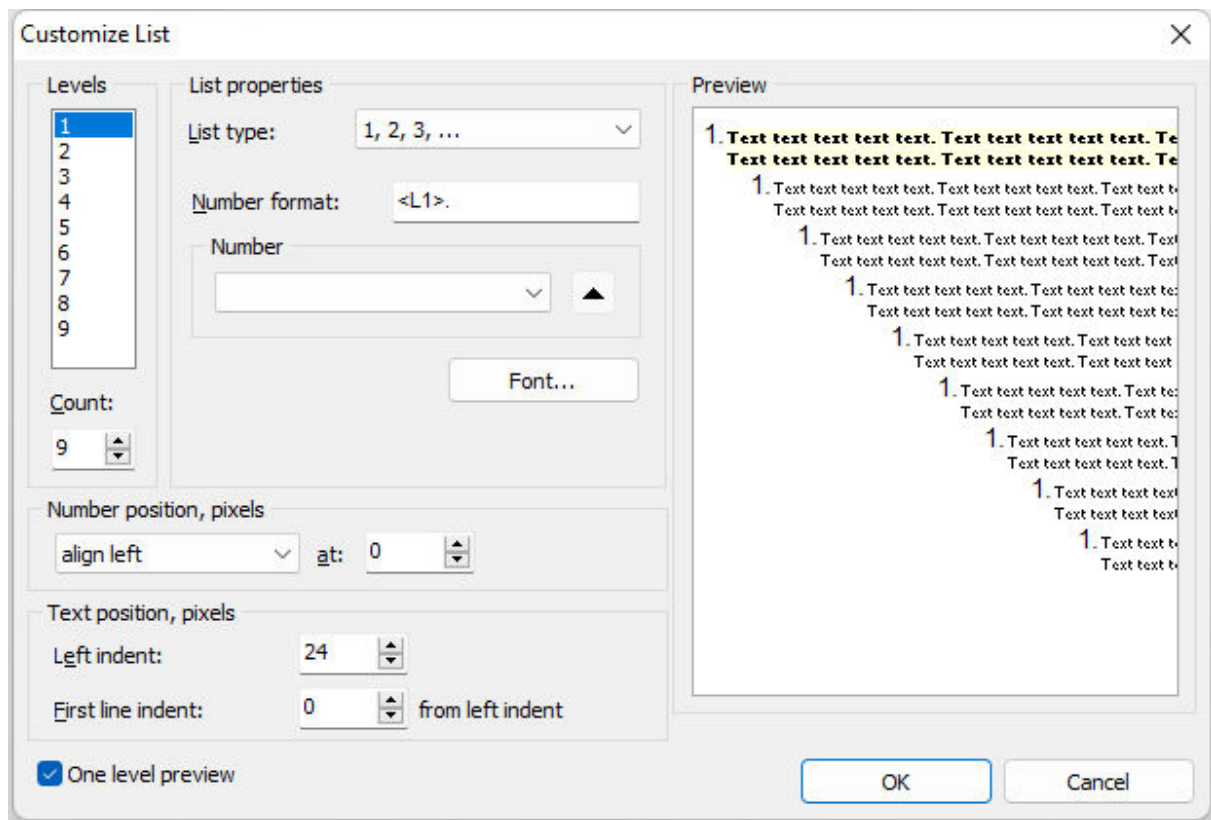 Customize List
Levels
1
2
3
4
5
6
7
8
9
Count:
9
List properties
List type:
1, 2, 3, ...
Number format:
<L1>.
Number
Font...
Number position, pixels
align left
at:
0
Text position, pixels
Left indent:
24
First line indent:
0
from left indent
One level preview
Preview
1. Text text text text text. Text text text text. Te
Text text text text text. Text text text text. Te
1. Text text text text text. Text text text text. Text text t
Text text text text text. Text text text text. Text text t
1. Text text text text text. Text text text text. Text
Text text text text text. Text text text text. Text
1. Text text text text text. Text text text text te
Text text text text text. Text text text text te
1. Text text text text text. Text text text
Text text text text text. Text text text
1. Text text text text text. Text te
Text text text text text. Text te
1. Text text text text text. T
Text text text text text. T
1. Text text text text
Text text text text
1. Text text t
Text text t
OK
Cancel